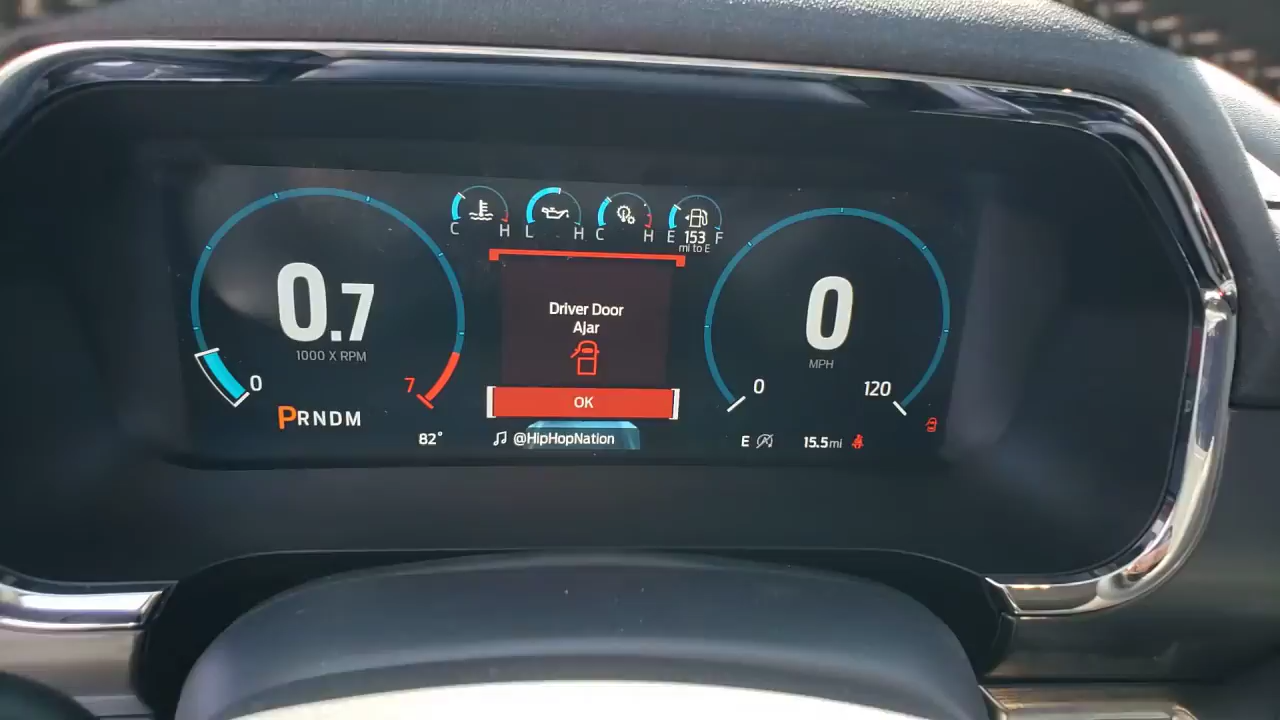 C H
L H
C H
E 153 F
mi to E
0.7
1000 X RPM
0
7
PRNDM
82°
Driver Door
Ajar
OK
@HipHopNation
0
MPH
0
120
E
15.5mi